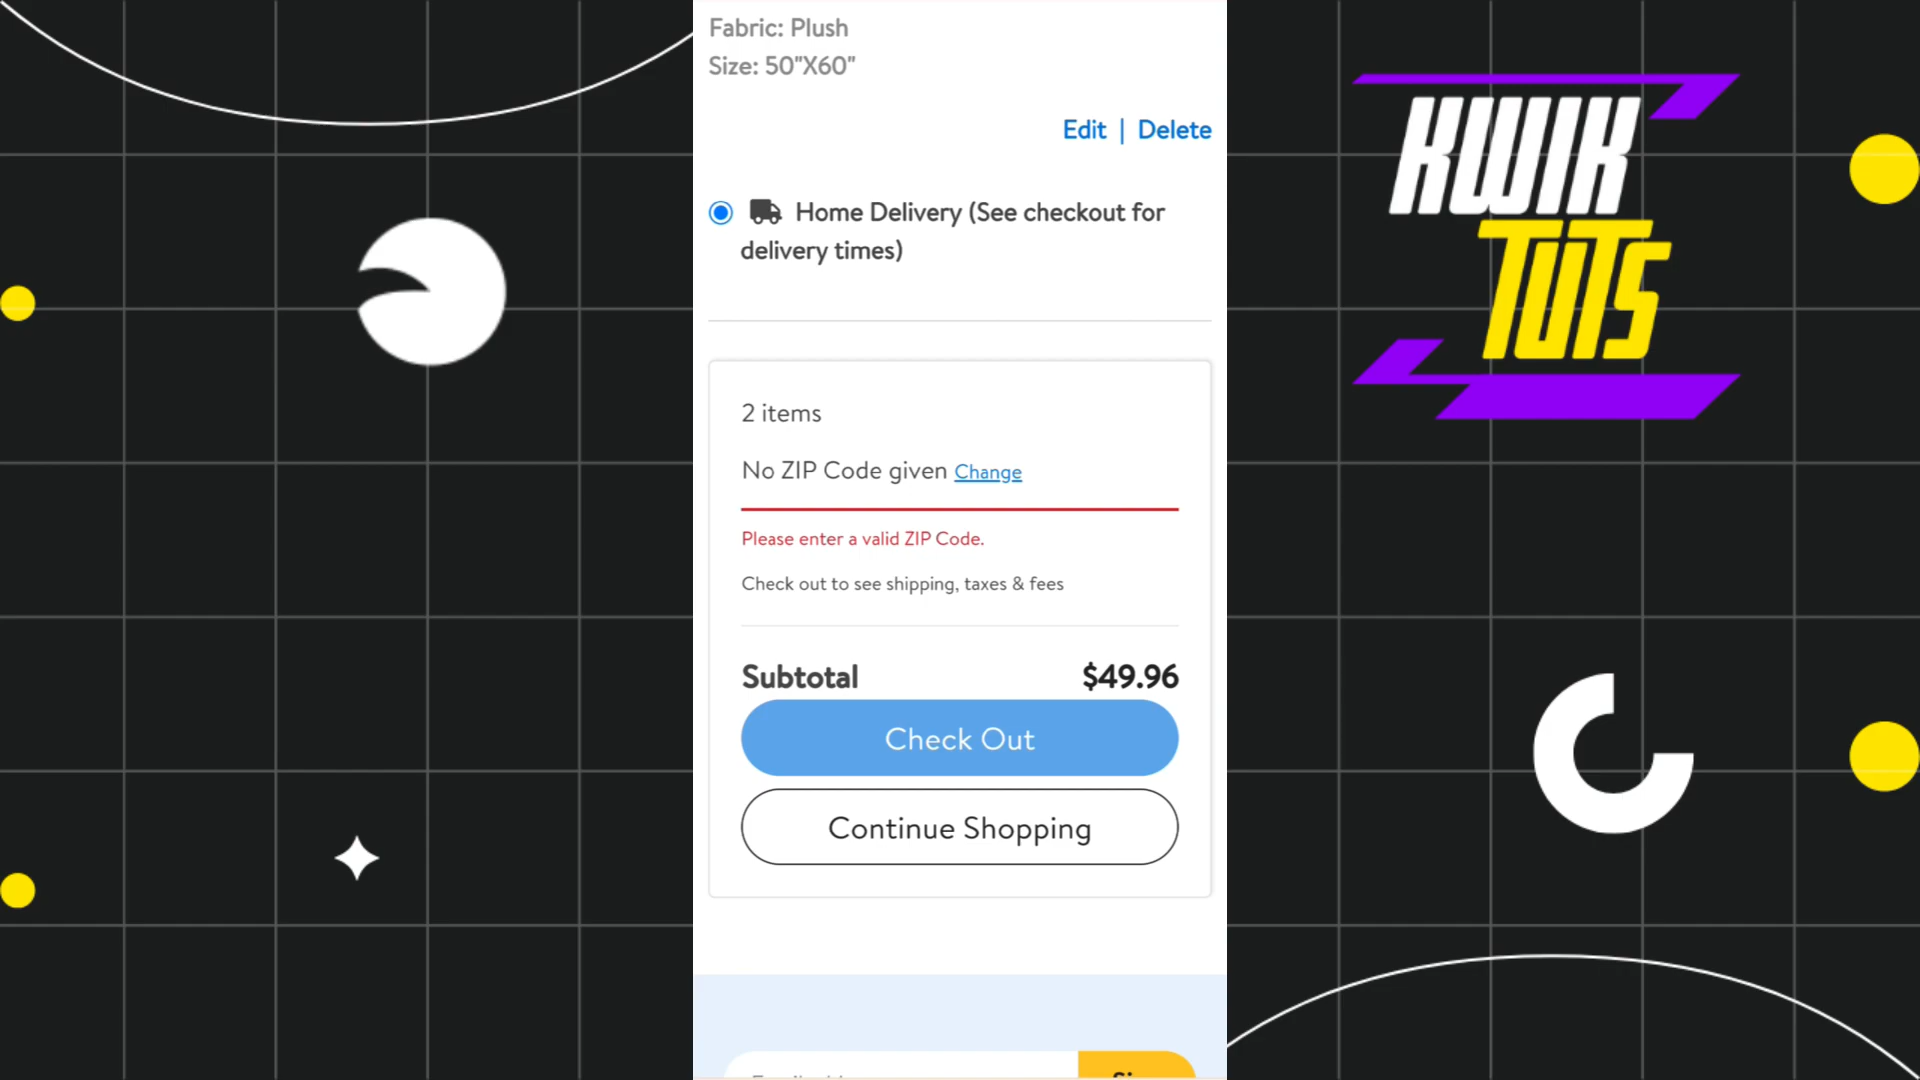 Fabric: Plush
Size: 50"X60"
Edit | Delete
Home Delivery (See checkout for
delivery times)
2 items
No ZIP Code given Change
Please enter a valid ZIP Code.
Check out to see shipping, taxes & fees
Subtotal $49.96
Check Out
Continue Shopping
KWIK
TUTS